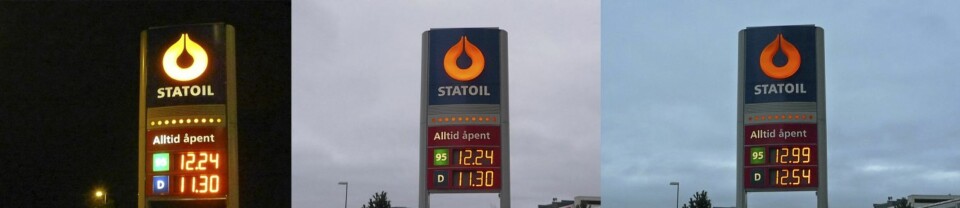 STATOIL
Alltid åpent
95 12.24
D 11.30
STATOIL
Alltid åpent
95 12.24
D 11.30
STATOIL
Alltid åpent
95 12.99
D 12.54